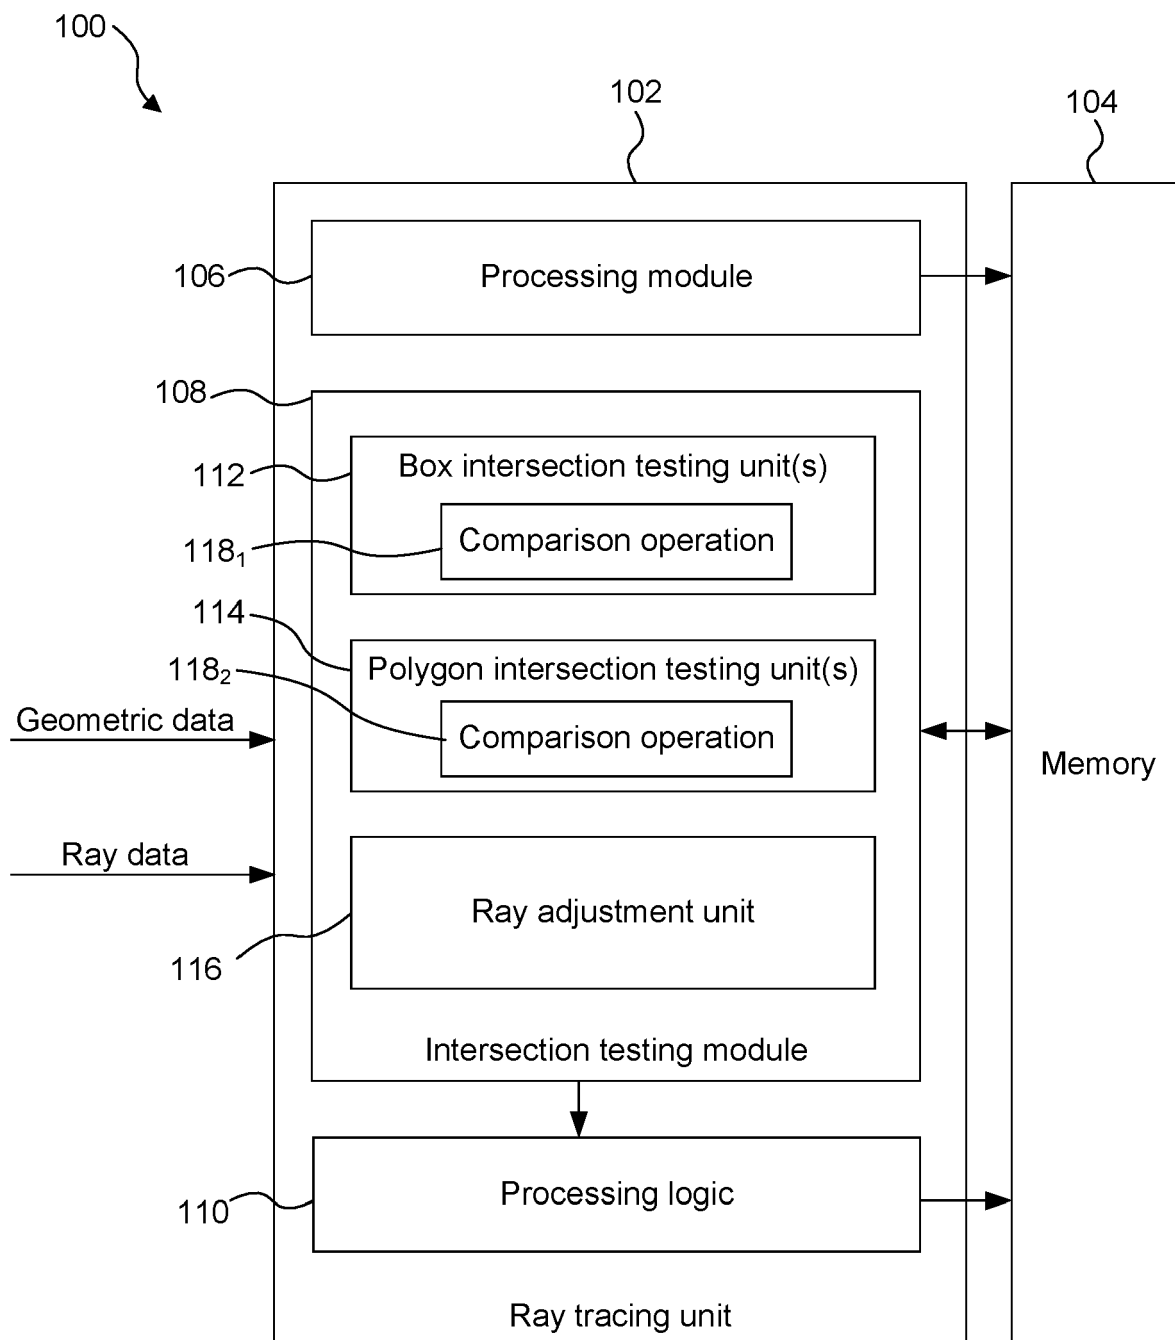 100
102
104
106
Processing module
108
112
Box intersection testing unit(s)
118₁
Comparison operation
114
118₂
Polygon intersection testing unit(s)
Geometric data
Comparison operation
Memory
Ray data
Ray adjustment unit
116
Intersection testing module
110
Processing logic
Ray tracing unit